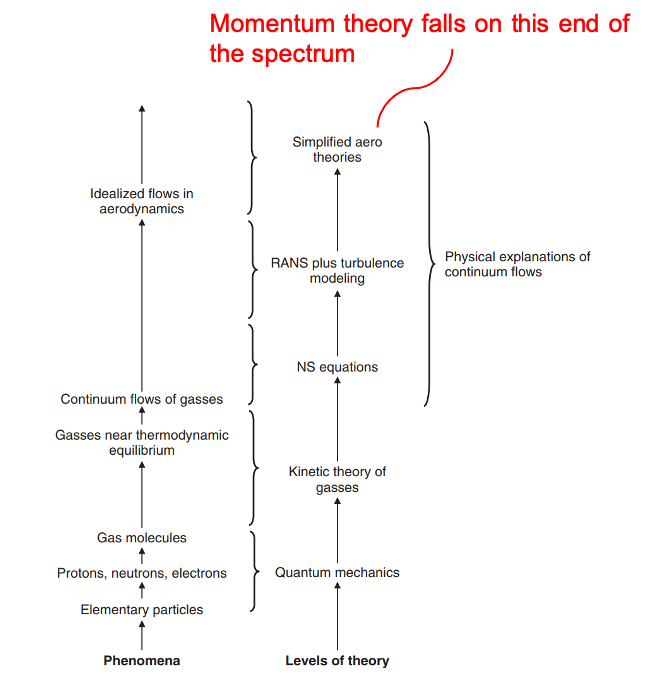 Momentum theory falls on this end of
the spectrum
Simplified aero
theories
Idealized flows in
aerodynamics
RANS plus turbulence
modeling
Physical explanations of
continuum flows
NS equations
Continuum flows of gasses
Gasses near thermodynamic
equilibrium
Kinetic theory of
gasses
Gas molecules
Protons, neutrons, electrons
Quantum mechanics
Elementary particles
Phenomena
Levels of theory